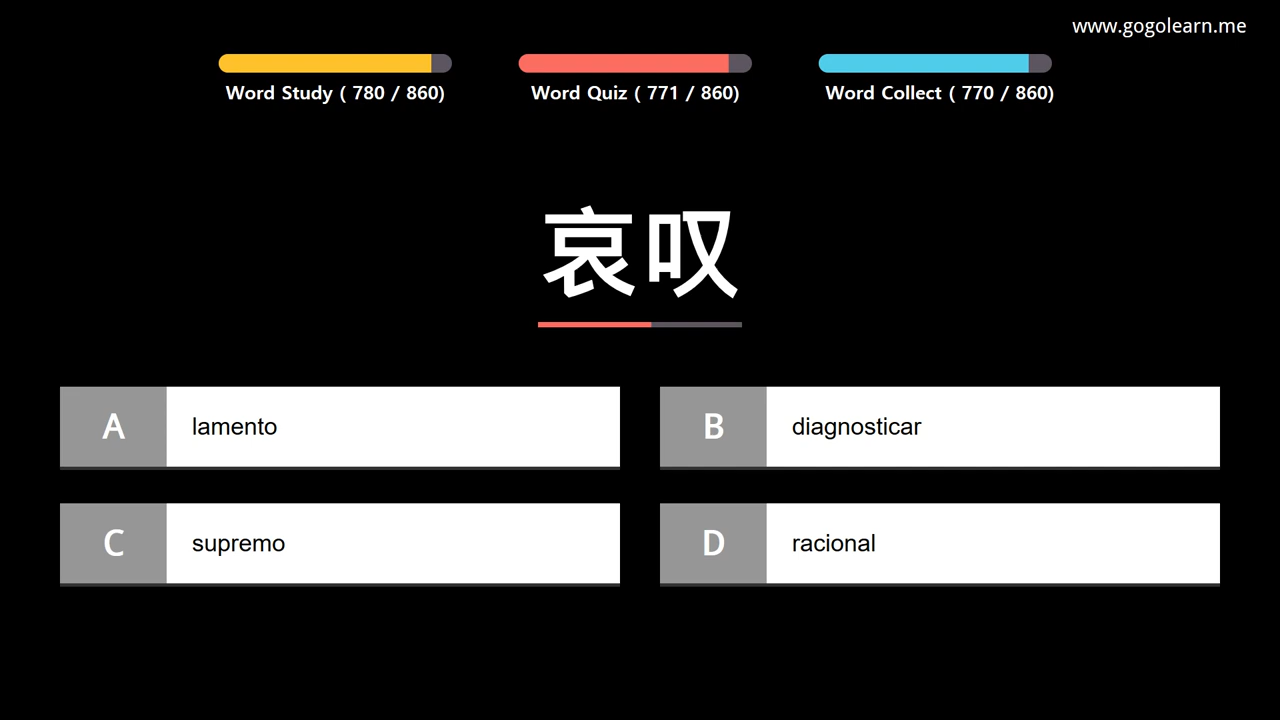 www.gogolearn.me
Word Study ( 780 / 860)
Word Quiz ( 771 / 860)
Word Collect ( 770 / 860)
哀叹
A lamento
B diagnosticar
C supremo
D racional